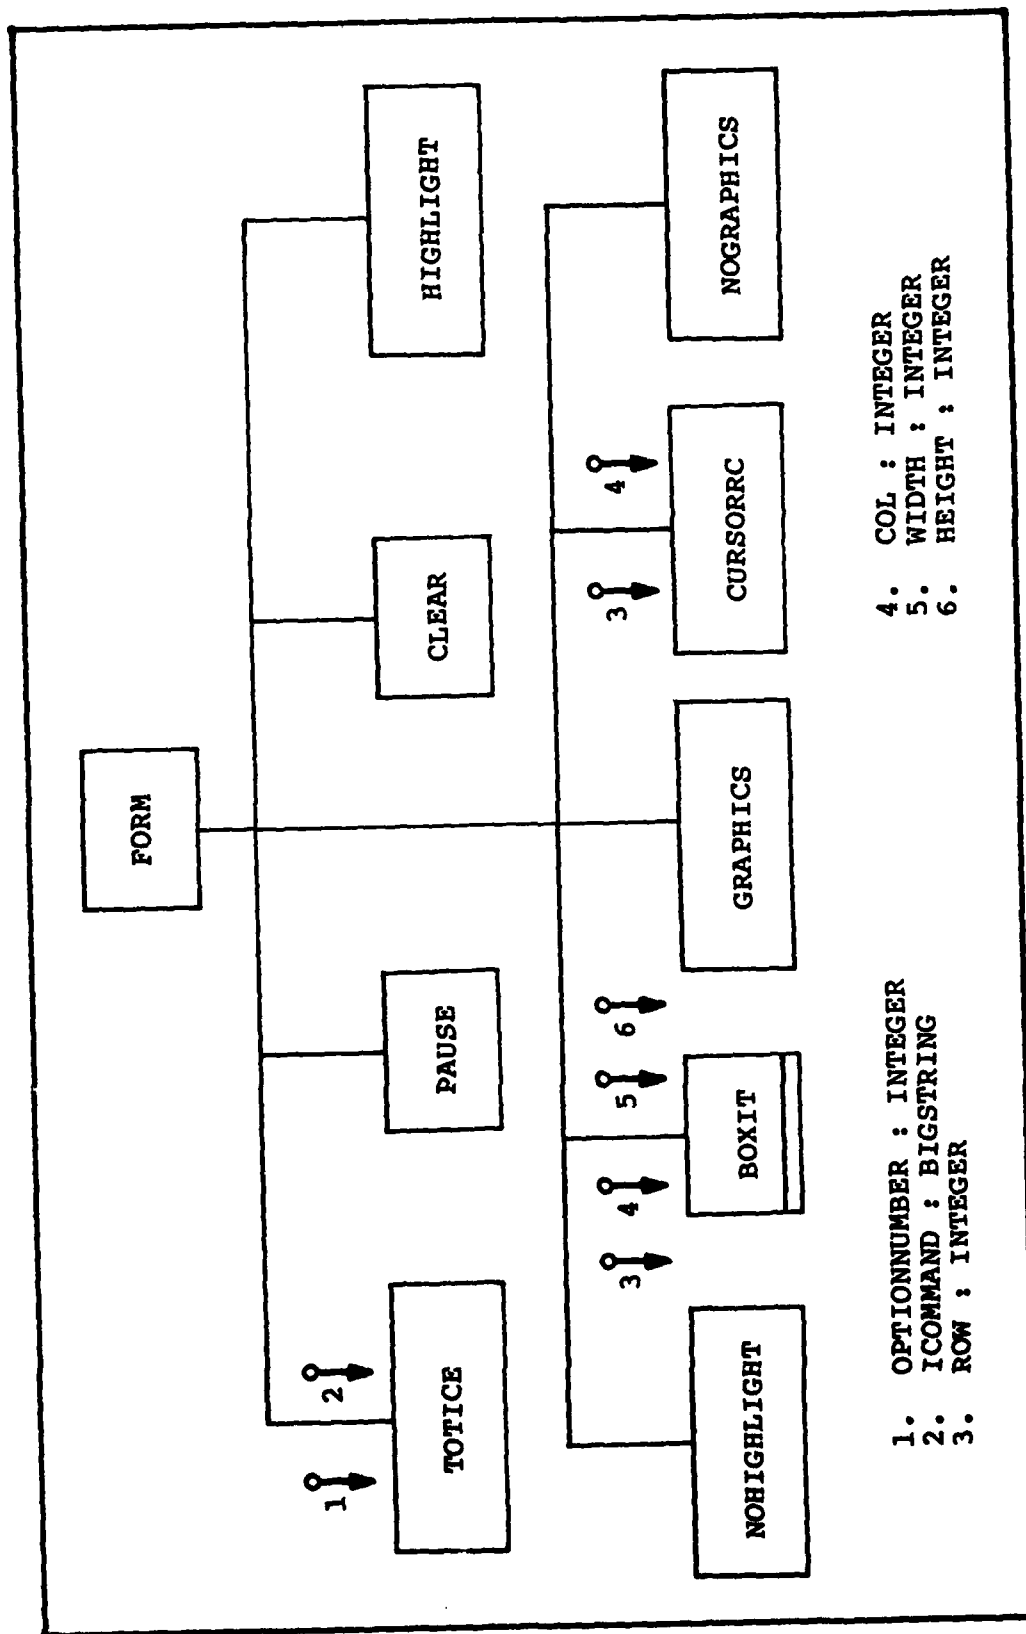 FORM
TOTICE
PAUSE
CLEAR
HIGHLIGHT
1
2
NOHIGHLIGHT
BOXIT
GRAPHICS
CURSORRC
NOGRAPHICS
3
4
5
6
3
4
1. OPTIONNUMBER : INTEGER
2. ICOMMAND : BIGSTRING
3. ROW : INTEGER
4. COL : INTEGER
5. WIDTH : INTEGER
6. HEIGHT : INTEGER